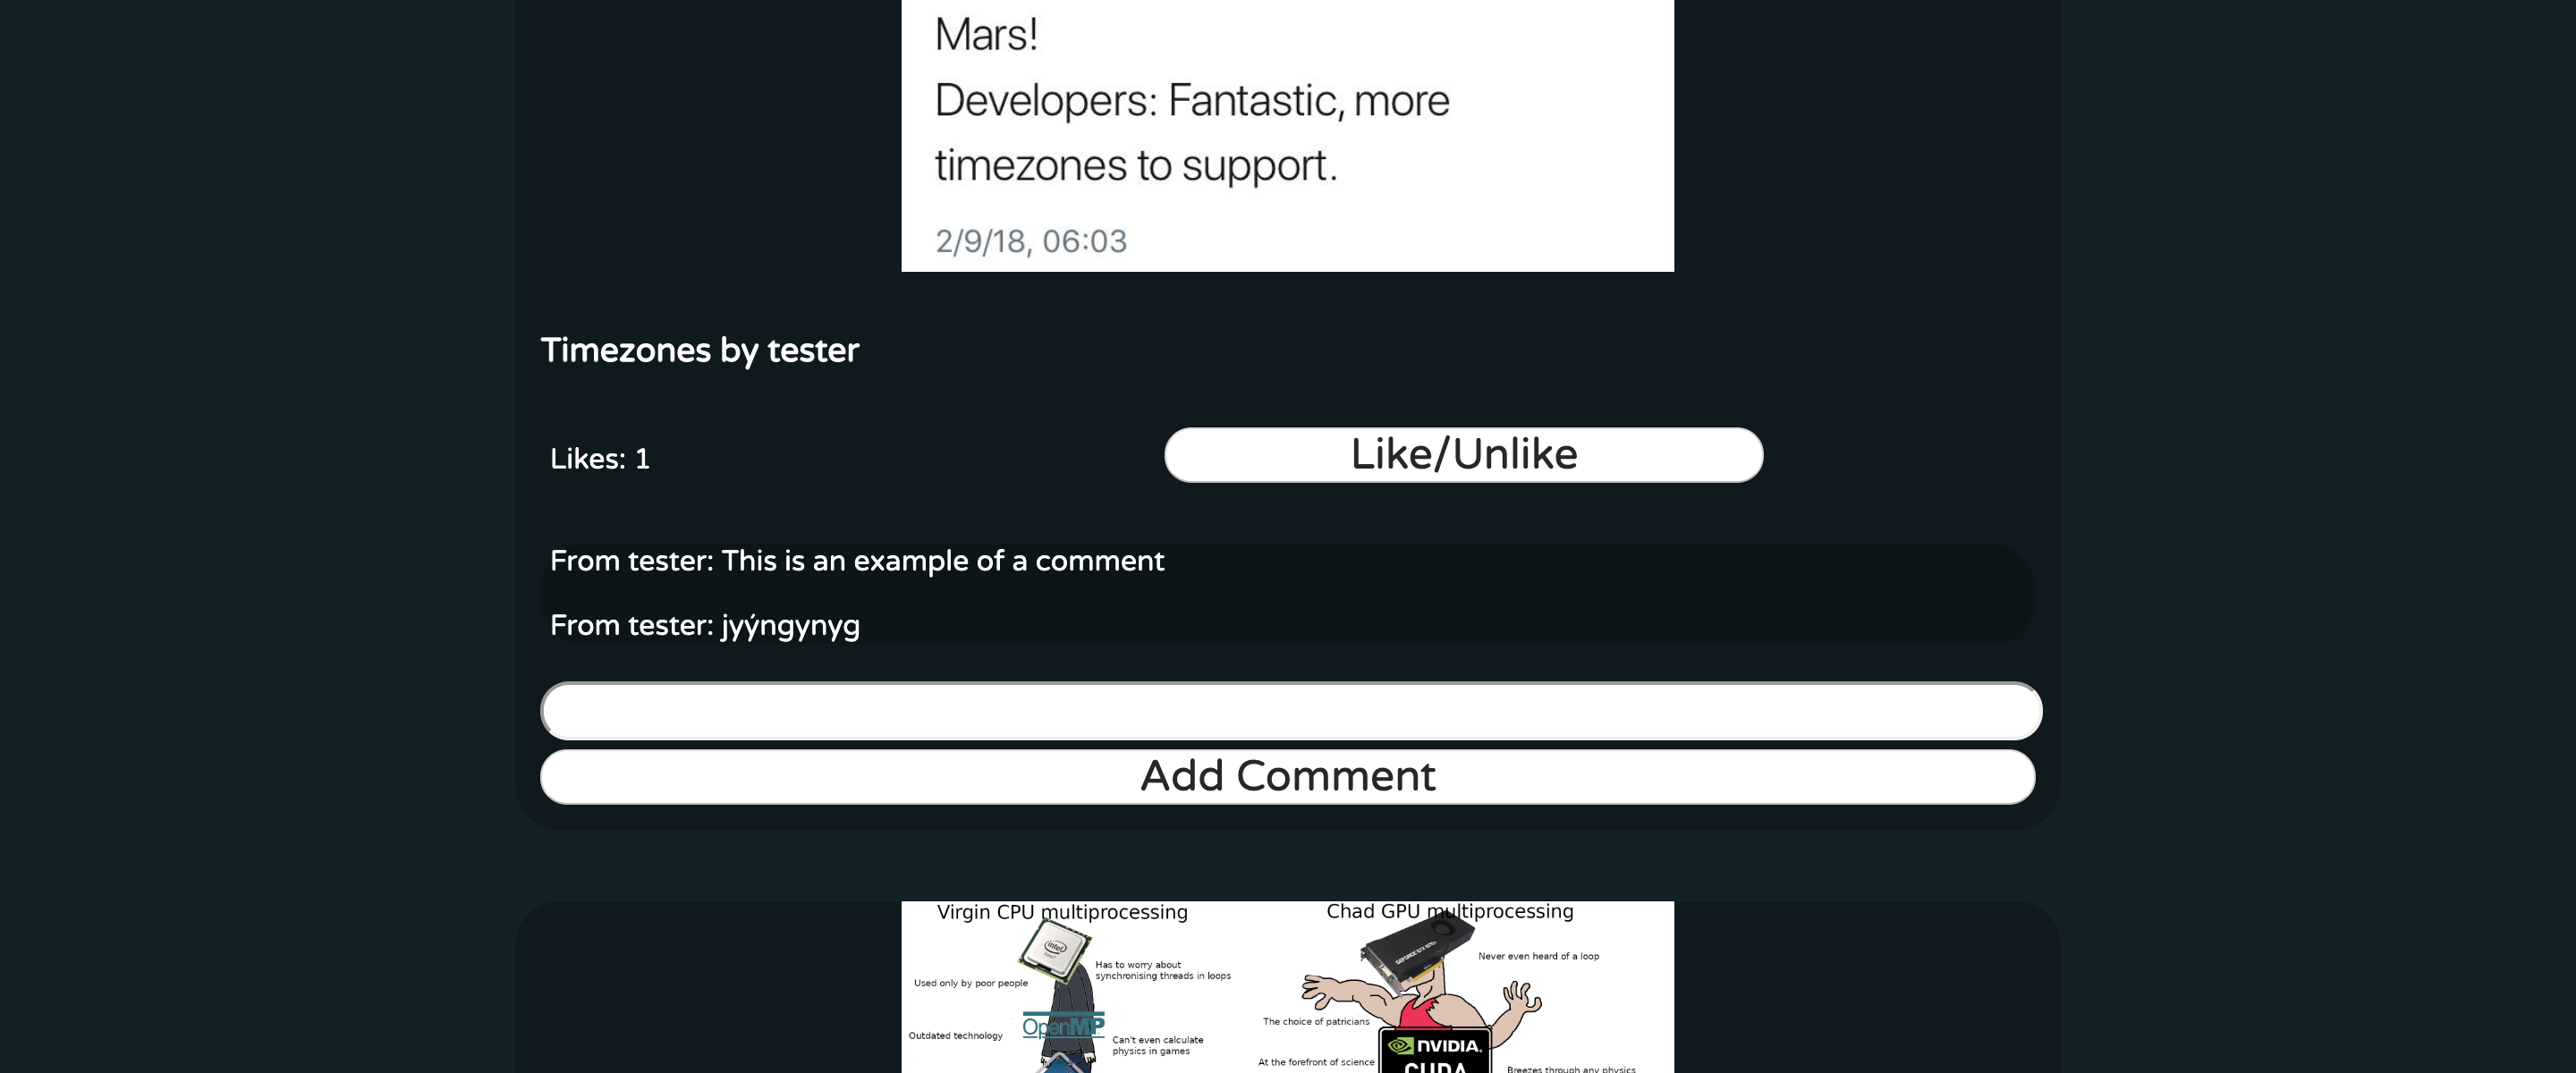 Mars!
Developers: Fantastic, more
timezones to support.
2/9/18, 06:03
Timezones by tester
Likes: 1
Like/Unlike
From tester: This is an example of a comment
From tester: jyýngynyg
Add Comment
Virgin CPU multiprocessing
Chad GPU multiprocessing
intel
GEFORCE GTX
Never even heard of a loop
Has to worry about
synchronising threads in loops
Used only by poor people
OpenMP
The choice of patricians
Outdated technology
Can't even calculate
physics in games
NVIDIA.
CUDA
At the forefront of science
Breezes through any physics